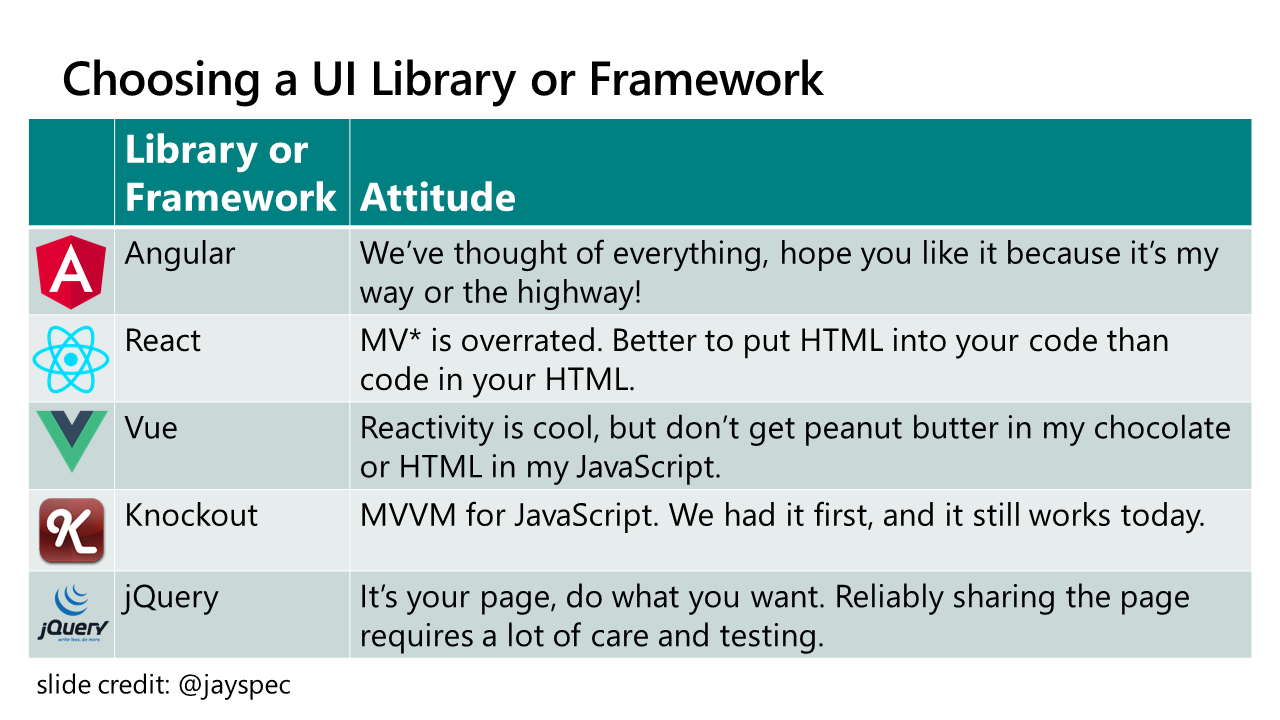 Choosing a UI Library or Framework
Library or
Framework
Attitude
Angular
We’ve thought of everything, hope you like it because it’s my
way or the highway!
React
MV* is overrated. Better to put HTML into your code than
code in your HTML.
Vue
Reactivity is cool, but don’t get peanut butter in my chocolate
or HTML in my JavaScript.
Knockout
MVVM for JavaScript. We had it first, and it still works today.
jQuery
write less, do more.
jQuery
It’s your page, do what you want. Reliably sharing the page
requires a lot of care and testing.
slide credit: @jayspec